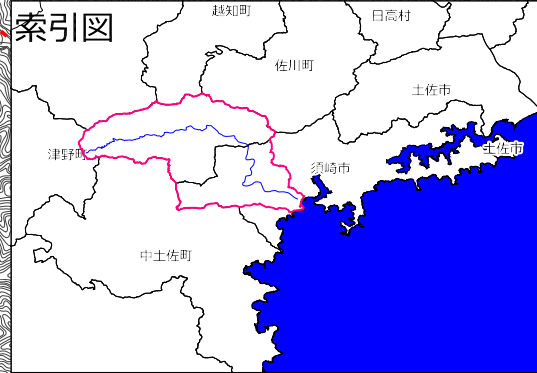 索引図
越知町
日高村
佐川町
土佐市
土佐市
津野町
須崎市
中土佐町